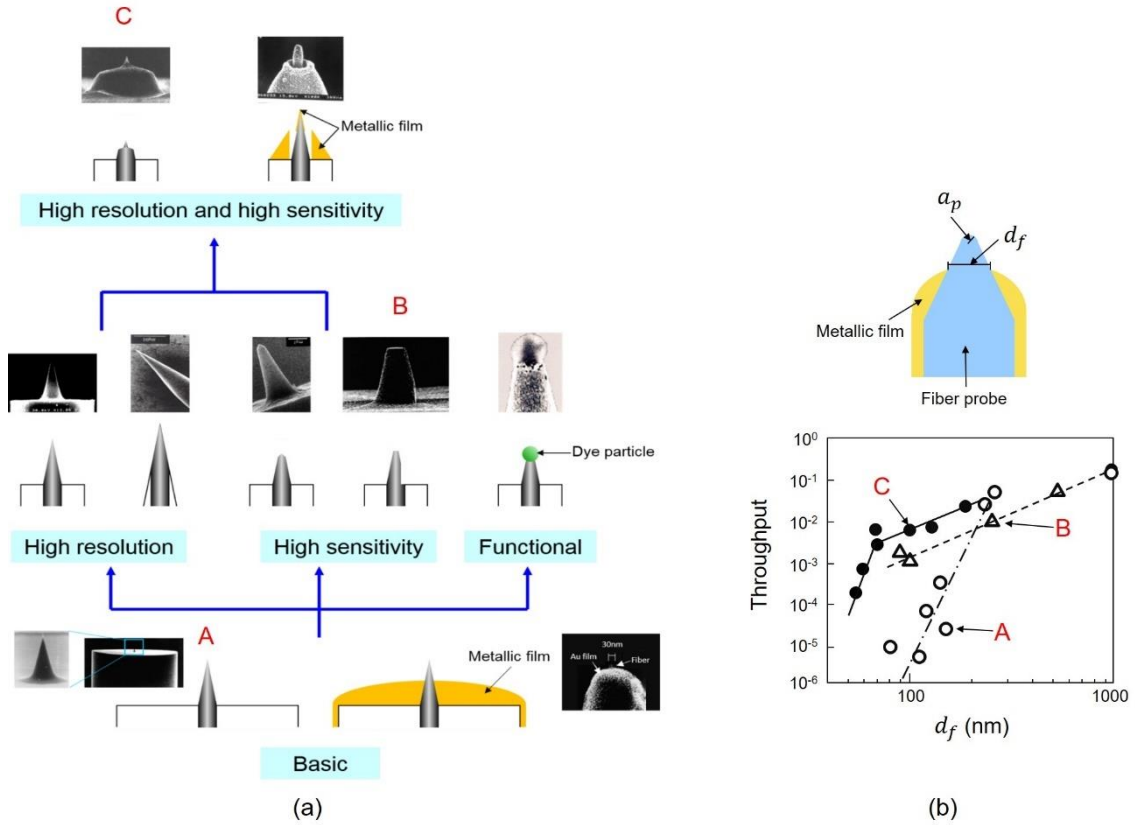 C
Metallic film
High resolution and high sensitivity
B
Dye particle
High resolution
High sensitivity
Functional
A
Metallic film
30nm
Au film
Fiber
Basic
(a)
a_p
d_f
Metallic film
Fiber probe
10^0
10^-1
10^-2
10^-3
10^-4
10^-5
10^-6
Throughput
C
B
A
100
1000
d_f (nm)
(b)